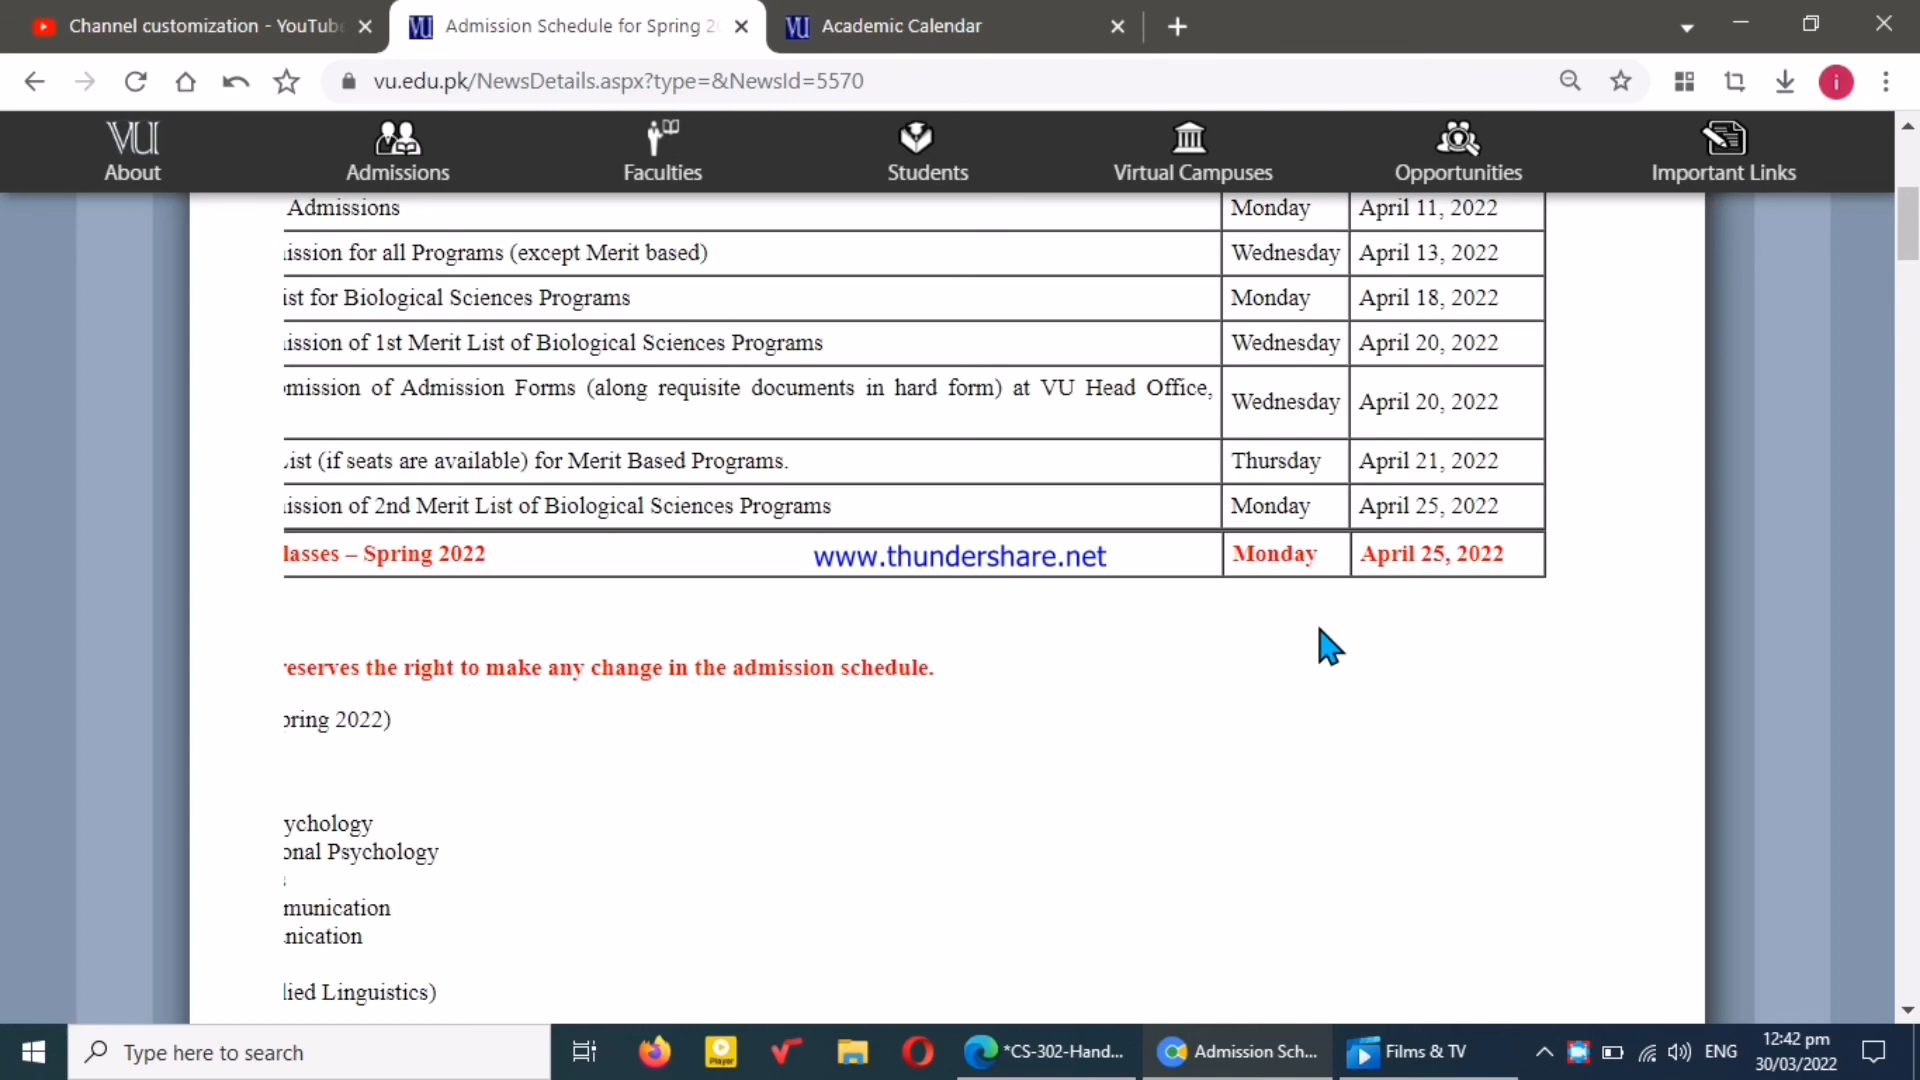 Channel customization - YouTube
Admission Schedule for Spring 2
Academic Calendar
vu.edu.pk/NewsDetails.aspx?type=&NewsId=5570
i
VU
About
Admissions
Faculties
Students
Virtual Campuses
Opportunities
Important Links
Admissions Monday April 11, 2022
ission for all Programs (except Merit based) Wednesday April 13, 2022
ist for Biological Sciences Programs Monday April 18, 2022
ission of 1st Merit List of Biological Sciences Programs Wednesday April 20, 2022
mission of Admission Forms (along requisite documents in hard form) at VU Head Office, Wednesday April 20, 2022
ist (if seats are available) for Merit Based Programs. Thursday April 21, 2022
ission of 2nd Merit List of Biological Sciences Programs Monday April 25, 2022
lasses – Spring 2022 www.thundershare.net Monday April 25, 2022
reserves the right to make any change in the admission schedule.
pring 2022)
ychology
onal Psychology
s
munication
nication
lied Linguistics)
Type here to search
Player
*CS-302-Hand...
Admission Sch...
Films & TV
ENG
12:42 pm
30/03/2022